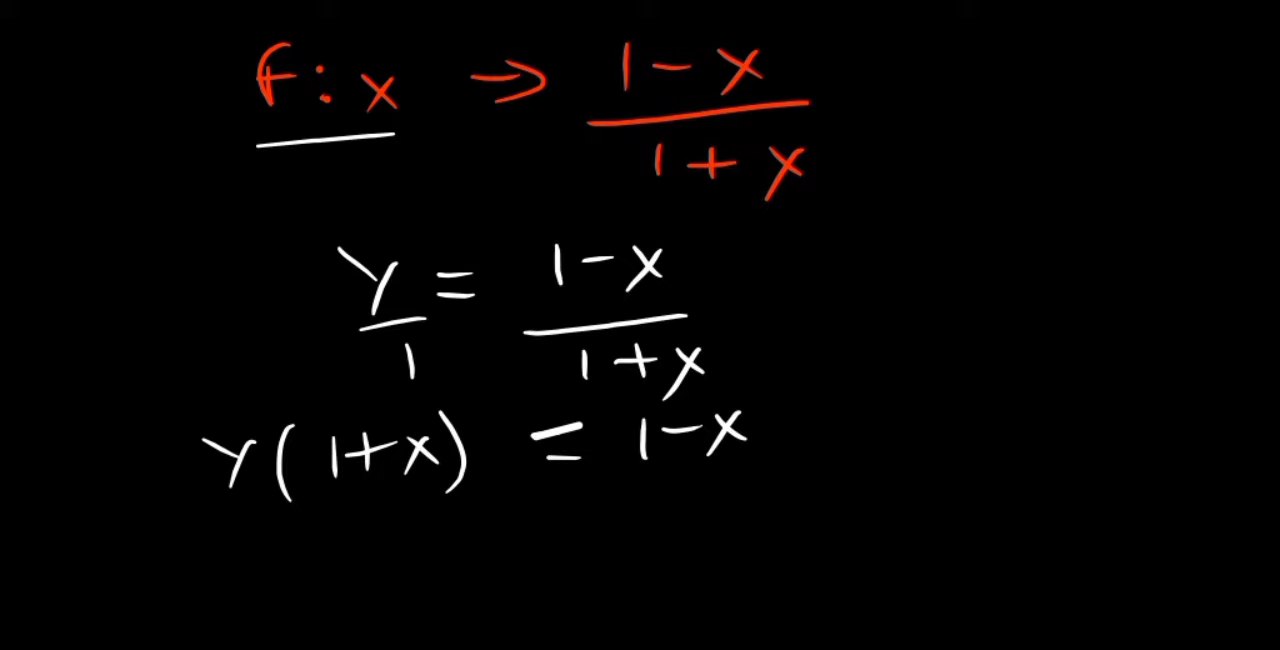 f : x → (1 - x)/(1 + x)
y/1 = (1 - x)/(1 + x)
y(1 + x) = 1 - x